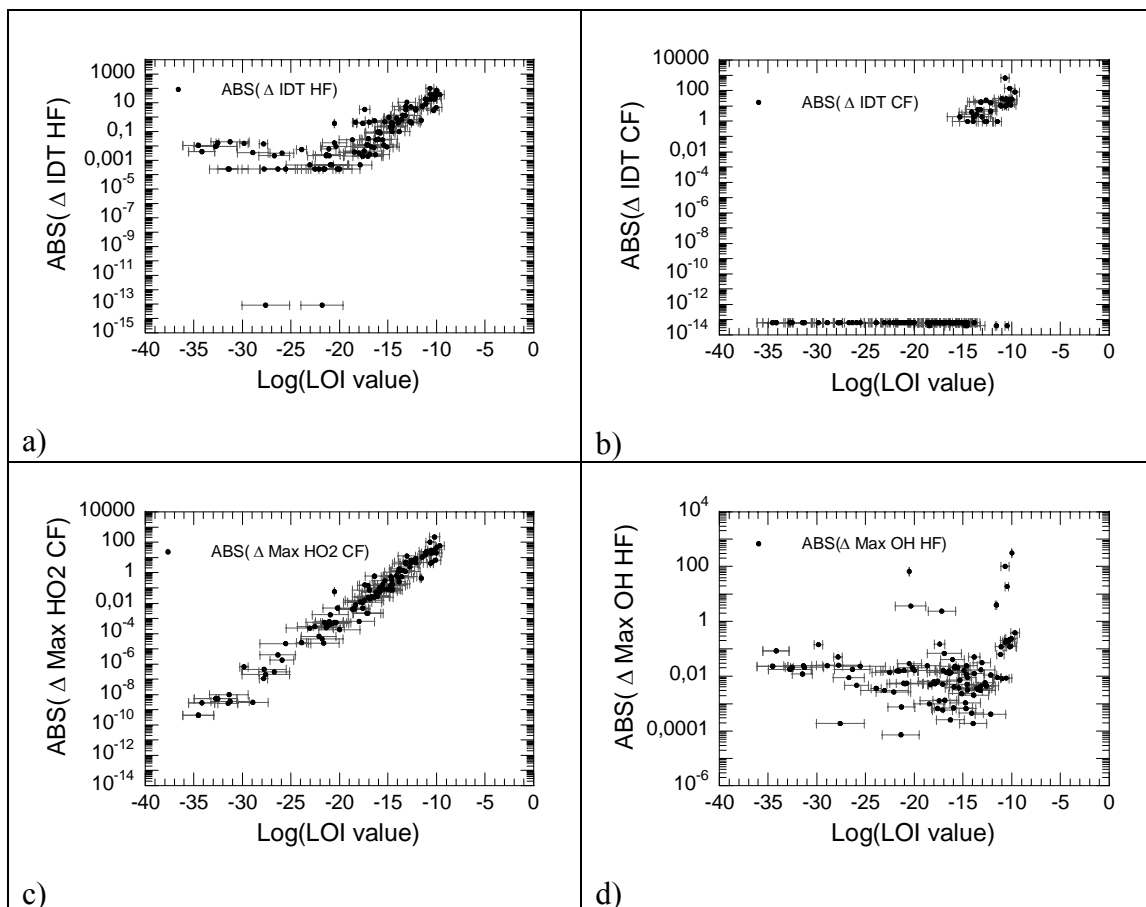 1000
10
0,1
0,001
10-5
10-7
10-9
10-11
10-13
10-15
ABS(Δ IDT HF)
ABS(Δ IDT HF)
-40 -35 -30 -25 -20 -15 -10 -5 0
Log(LOI value)
a)
10000
100
1
0,01
10-4
10-6
10-8
10-10
10-12
10-14
ABS(Δ IDT CF)
ABS(Δ IDT CF)
-40 -35 -30 -25 -20 -15 -10 -5 0
Log(LOI value)
b)
10000
100
1
0,01
10-4
10-6
10-8
10-10
10-12
10-14
ABS(Δ Max HO2 CF)
ABS(Δ Max HO2 CF)
-40 -35 -30 -25 -20 -15 -10 -5 0
Log(LOI value)
c)
104
100
1
0,01
0,0001
10-6
ABS(Δ Max OH HF)
ABS(Δ Max OH HF)
-40 -35 -30 -25 -20 -15 -10 -5 0
Log(LOI value)
d)